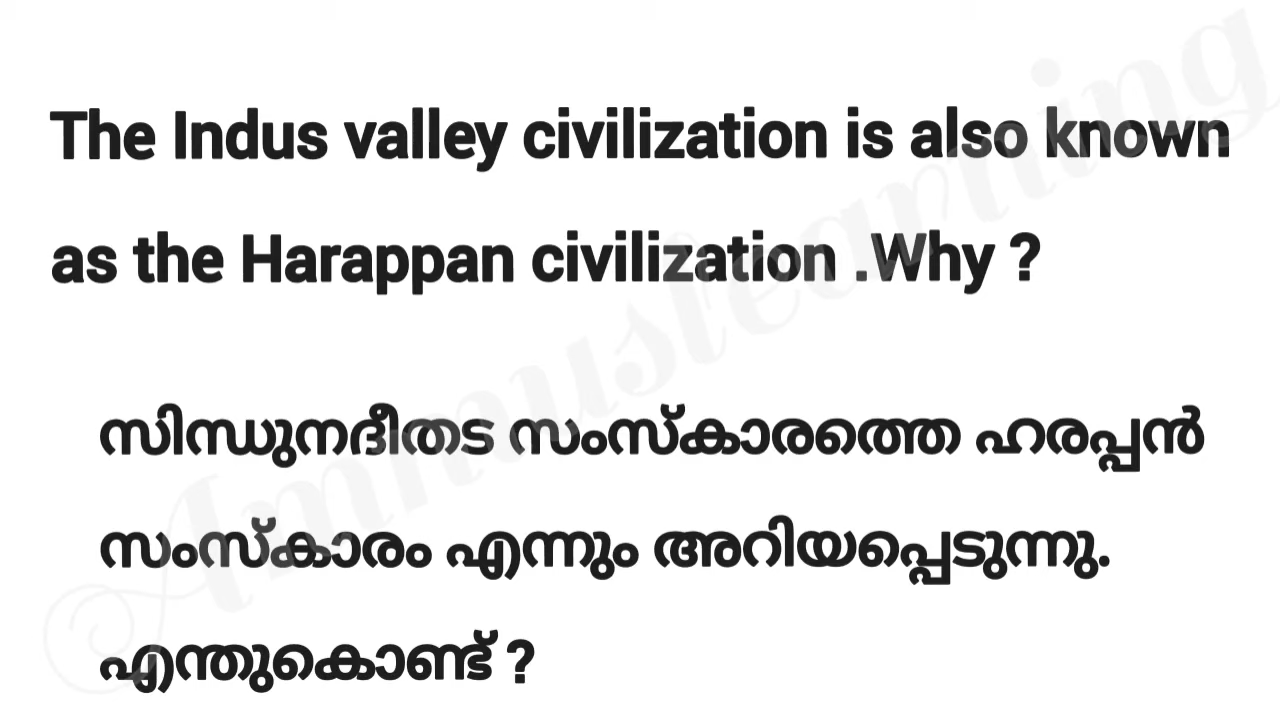 The Indus valley civilization is also known
as the Harappan civilization .Why ?
സിന്ധുനദീതട സംസ്കാരത്തെ ഹരപ്പൻ
സംസ്കാരം എന്നും അറിയപ്പെടുന്നു.
എന്തുകൊണ്ട് ?
Ammuslearning